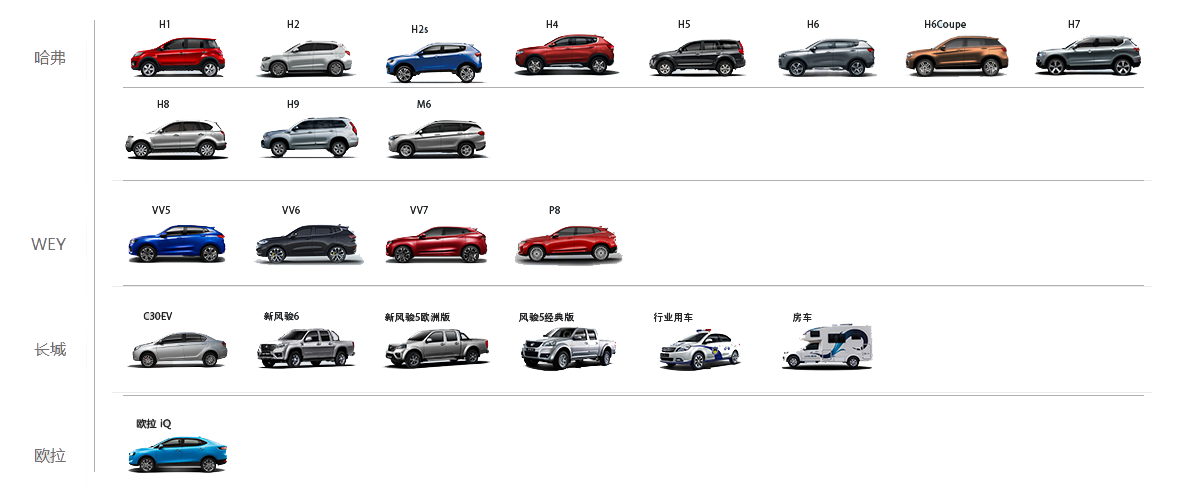 H1 H2 H2s H4 H5 H6 H6Coupe H7
哈弗
H8 H9 M6
VV5 VV6 VV7 P8
WEY
C30EV 新风骏6 新风骏5欧洲版 风骏5经典版 行业用车 房车
长城
欧拉 iQ
欧拉